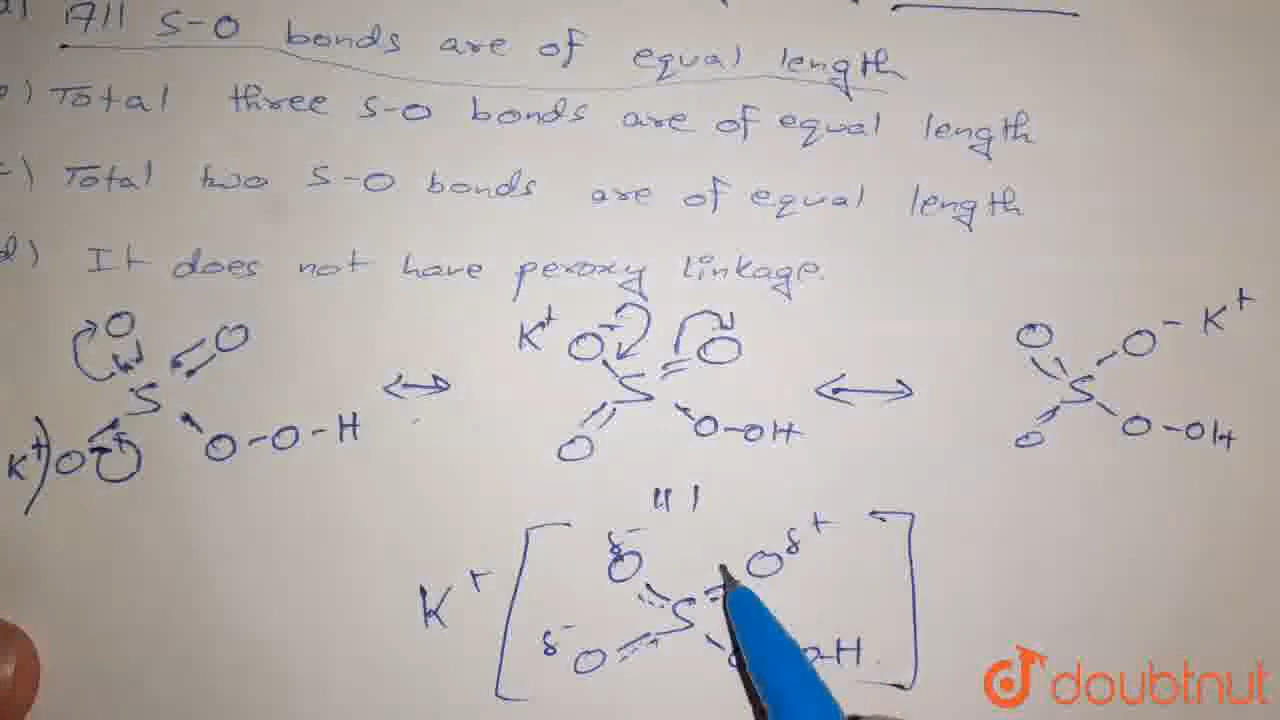 a) All S-O bonds are of equal length
b) Total three S-O bonds are of equal length
c) Total two S-O bonds are of equal length
d) It does not have peroxy linkage.
O O K+ O O O O- K+
S ↔ S ↔ S
K+ O O-O-H O O-OH O O-OH
δ- O O δ+
K+ [ S ]
δ- O O-H
doubtnut